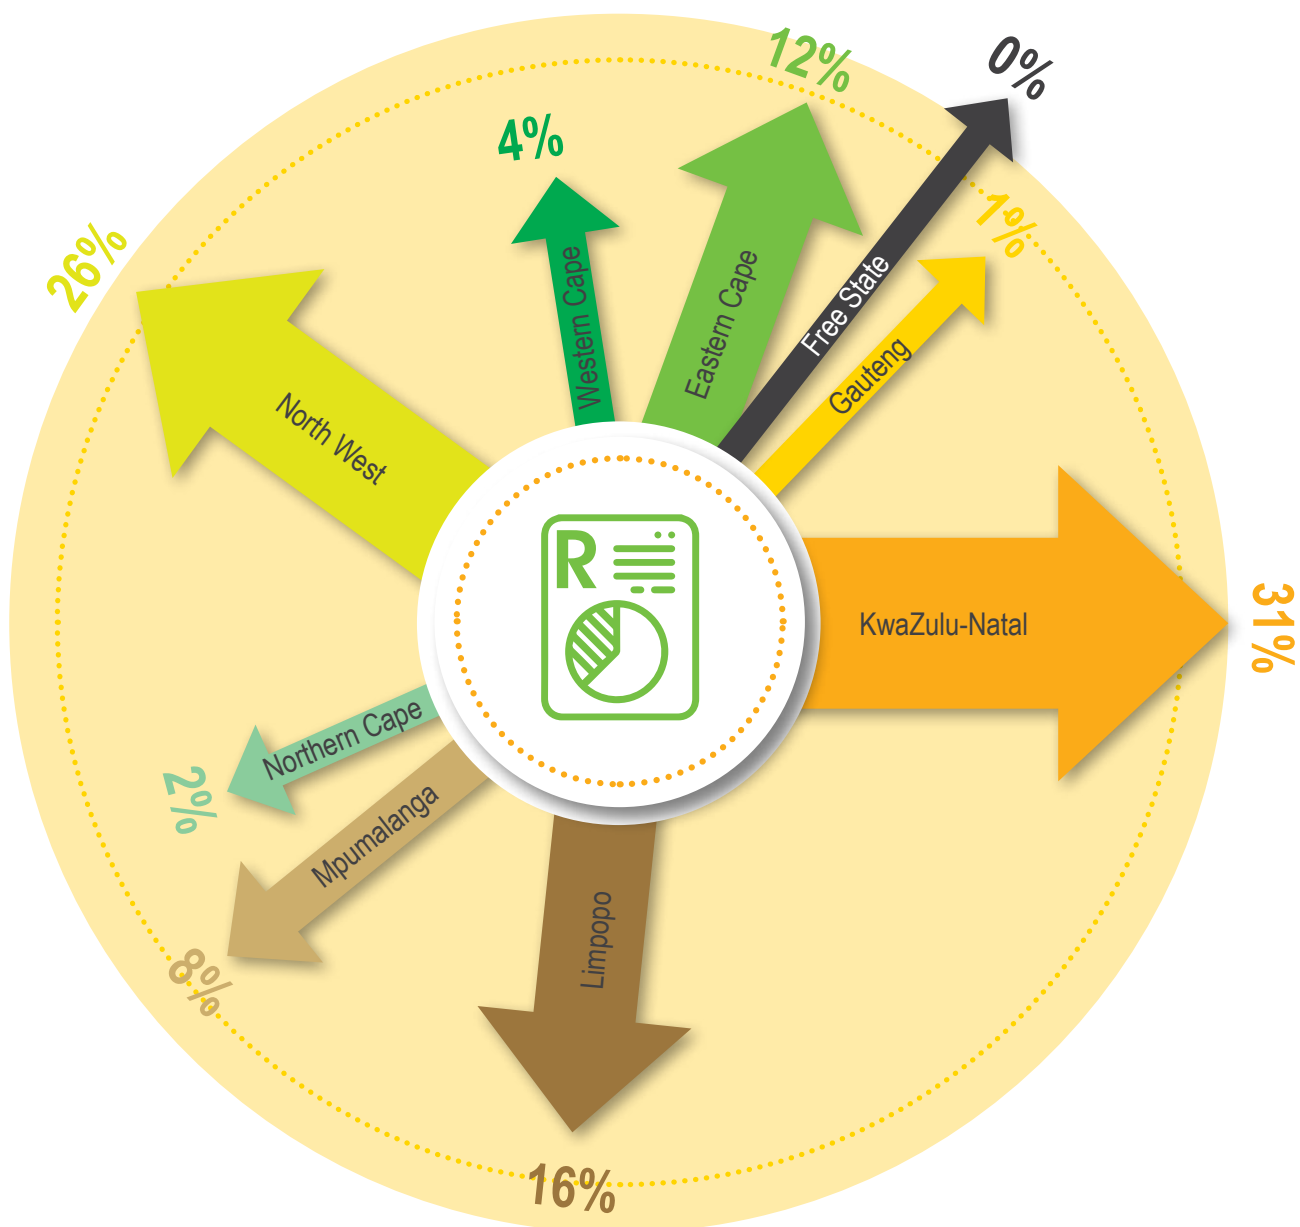 12%
Eastern Cape
0%
Free State
1%
Gauteng
31%
KwaZulu-Natal
16%
Limpopo
8%
Mpumalanga
2%
Northern Cape
26%
North West
4%
Western Cape
R